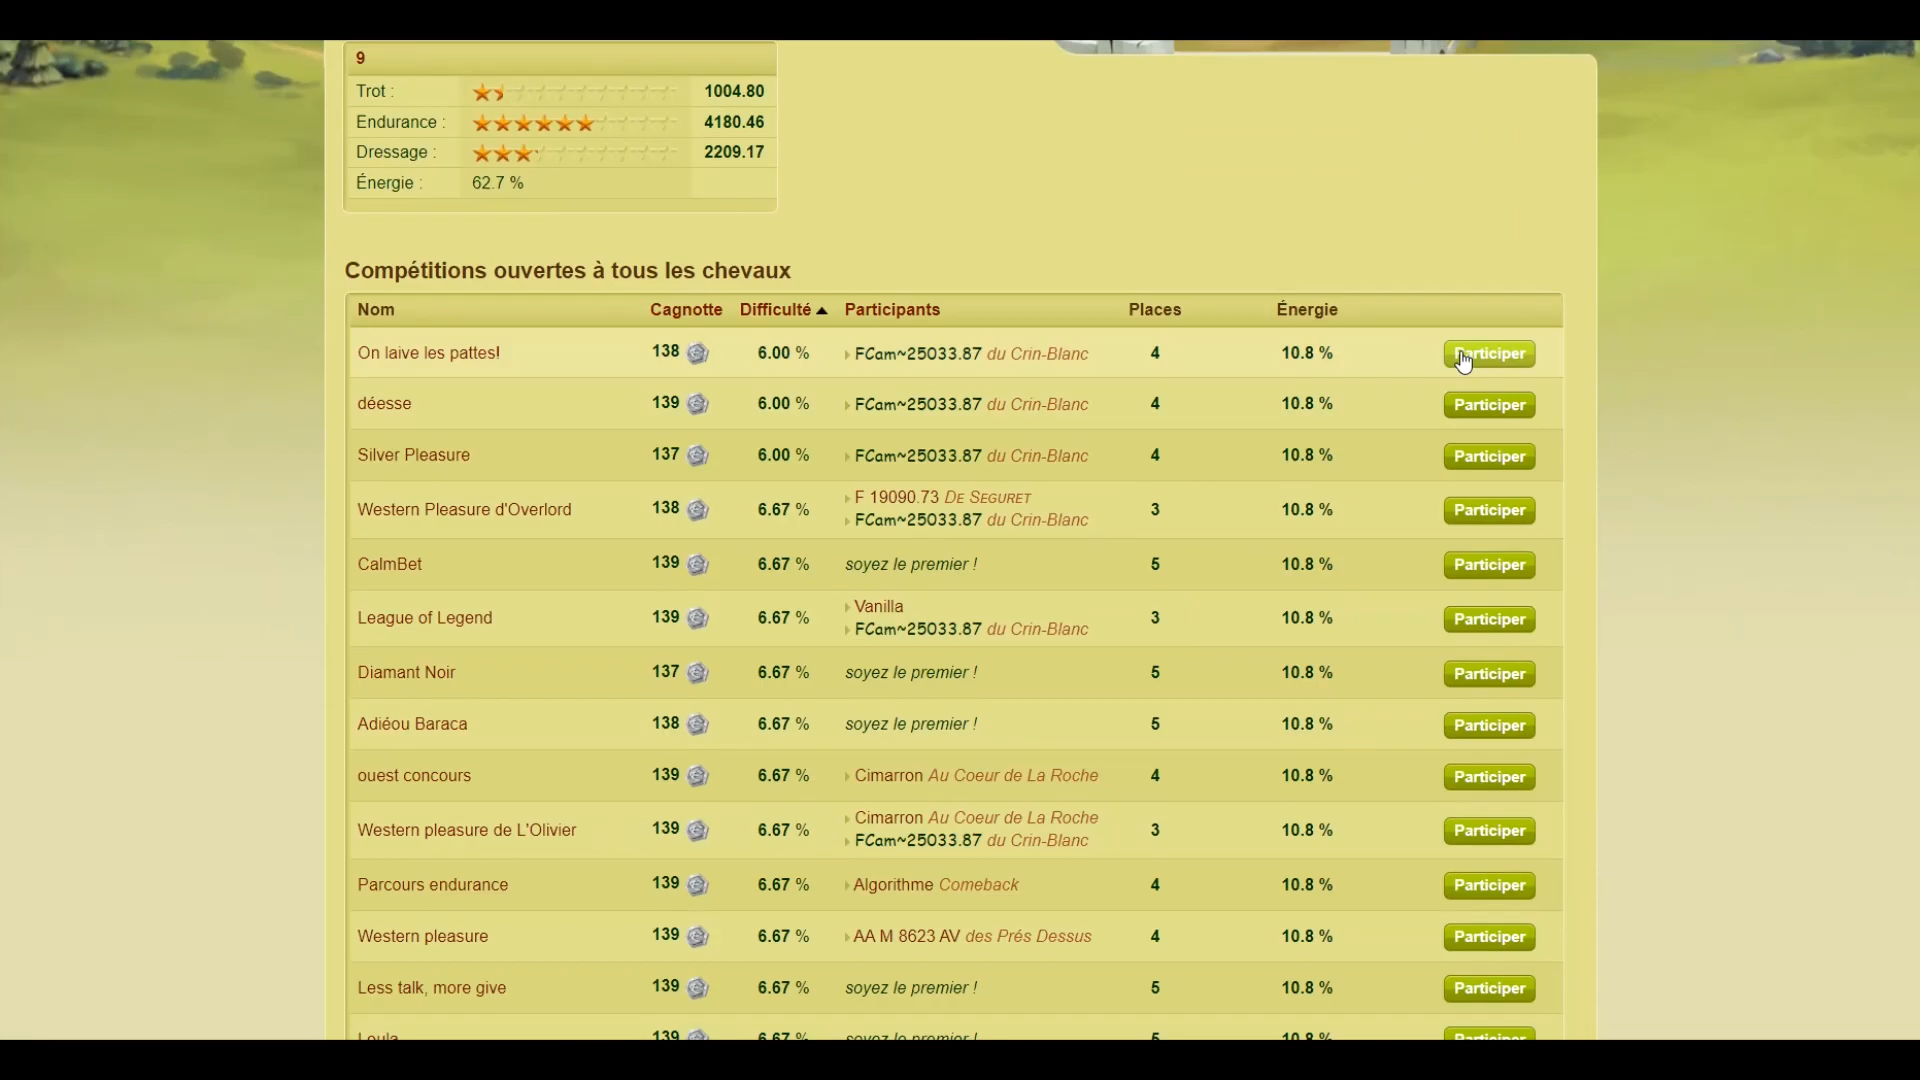 9
Trot : 1004.80
Endurance : 4180.46
Dressage : 2209.17
Énergie : 62.7 %
Compétitions ouvertes à tous les chevaux
Nom Cagnotte Difficulté Participants Places Énergie
On laive les pattes! 138 6.00 % FCam~25033.87 du Crin-Blanc 4 10.8 % Participer
déesse 139 6.00 % FCam~25033.87 du Crin-Blanc 4 10.8 % Participer
Silver Pleasure 137 6.00 % FCam~25033.87 du Crin-Blanc 4 10.8 % Participer
F 19090.73 De Seguret
Western Pleasure d'Overlord 138 6.67 % 3 10.8 % Participer
FCam~25033.87 du Crin-Blanc
CalmBet 139 6.67 % soyez le premier ! 5 10.8 % Participer
Vanilla
League of Legend 139 6.67 % 3 10.8 % Participer
FCam~25033.87 du Crin-Blanc
Diamant Noir 137 6.67 % soyez le premier ! 5 10.8 % Participer
Adiéou Baraca 138 6.67 % soyez le premier ! 5 10.8 % Participer
ouest concours 139 6.67 % Cimarron Au Coeur de La Roche 4 10.8 % Participer
Cimarron Au Coeur de La Roche
Western pleasure de L'Olivier 139 6.67 % 3 10.8 % Participer
FCam~25033.87 du Crin-Blanc
Parcours endurance 139 6.67 % Algorithme Comeback 4 10.8 % Participer
Western pleasure 139 6.67 % AA M 8623 AV des Prés Dessus 4 10.8 % Participer
Less talk, more give 139 6.67 % soyez le premier ! 5 10.8 % Participer
139 6.67 % soyez le premier ! 5 10.8 % Participer